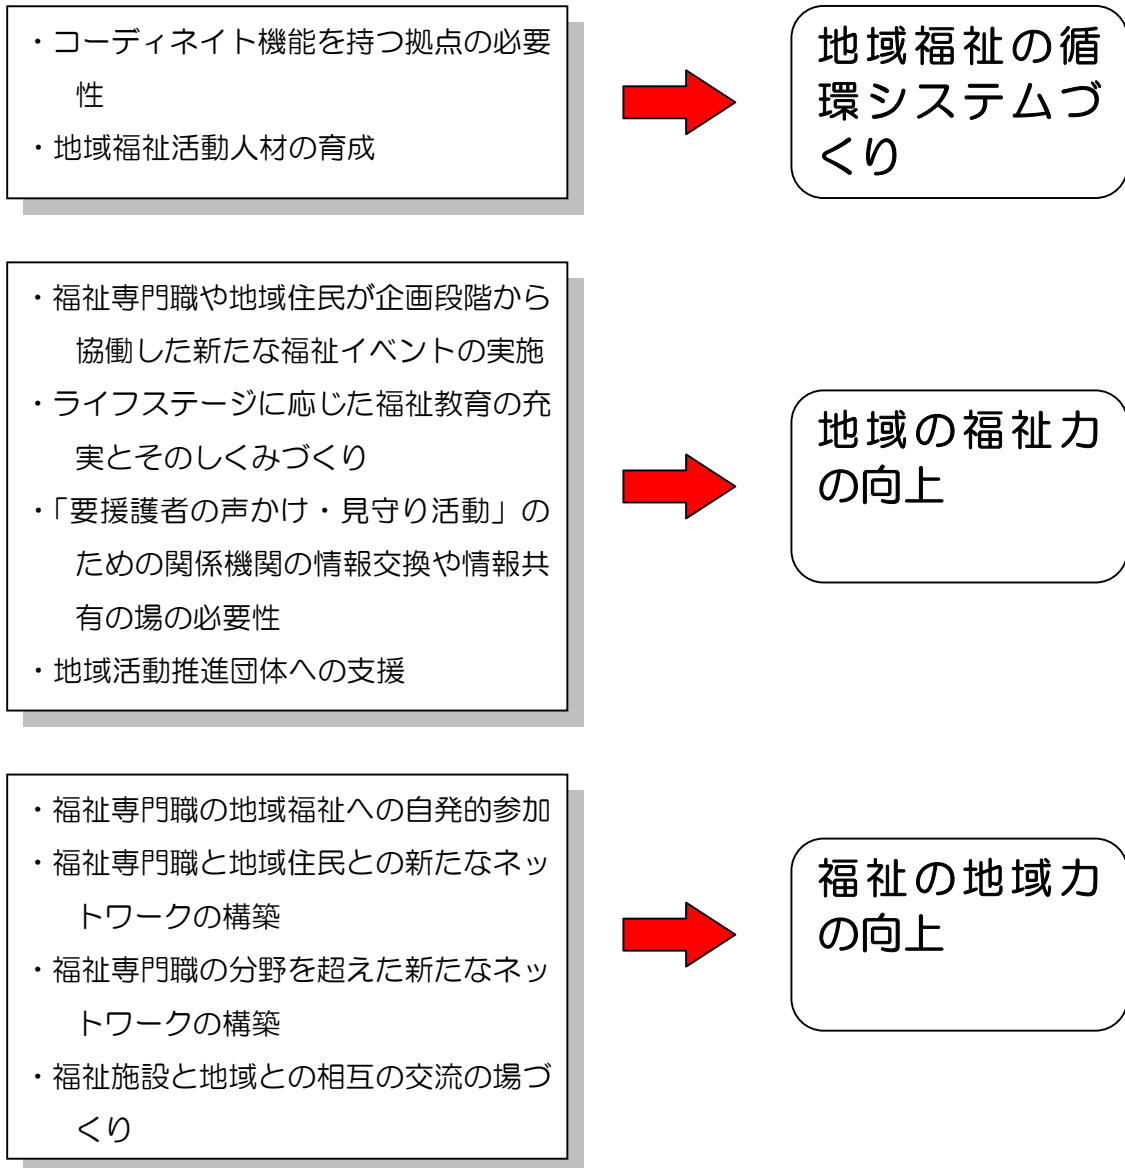 ・コーディネイト機能を持つ拠点の必要
性
・地域福祉活動人材の育成
地域福祉の循
環システムづ
くり
・福祉専門職や地域住民が企画段階から
協働した新たな福祉イベントの実施
・ライフステージに応じた福祉教育の充
実とそのしくみづくり
・「要援護者の声かけ・見守り活動」の
ための関係機関の情報交換や情報共
有の場の必要性
・地域活動推進団体への支援
地域の福祉力
の向上
・福祉専門職の地域福祉への自発的参加
・福祉専門職と地域住民との新たなネッ
トワークの構築
・福祉専門職の分野を超えた新たなネッ
トワークの構築
・福祉施設と地域との相互の交流の場づ
くり
福祉の地域力
の向上